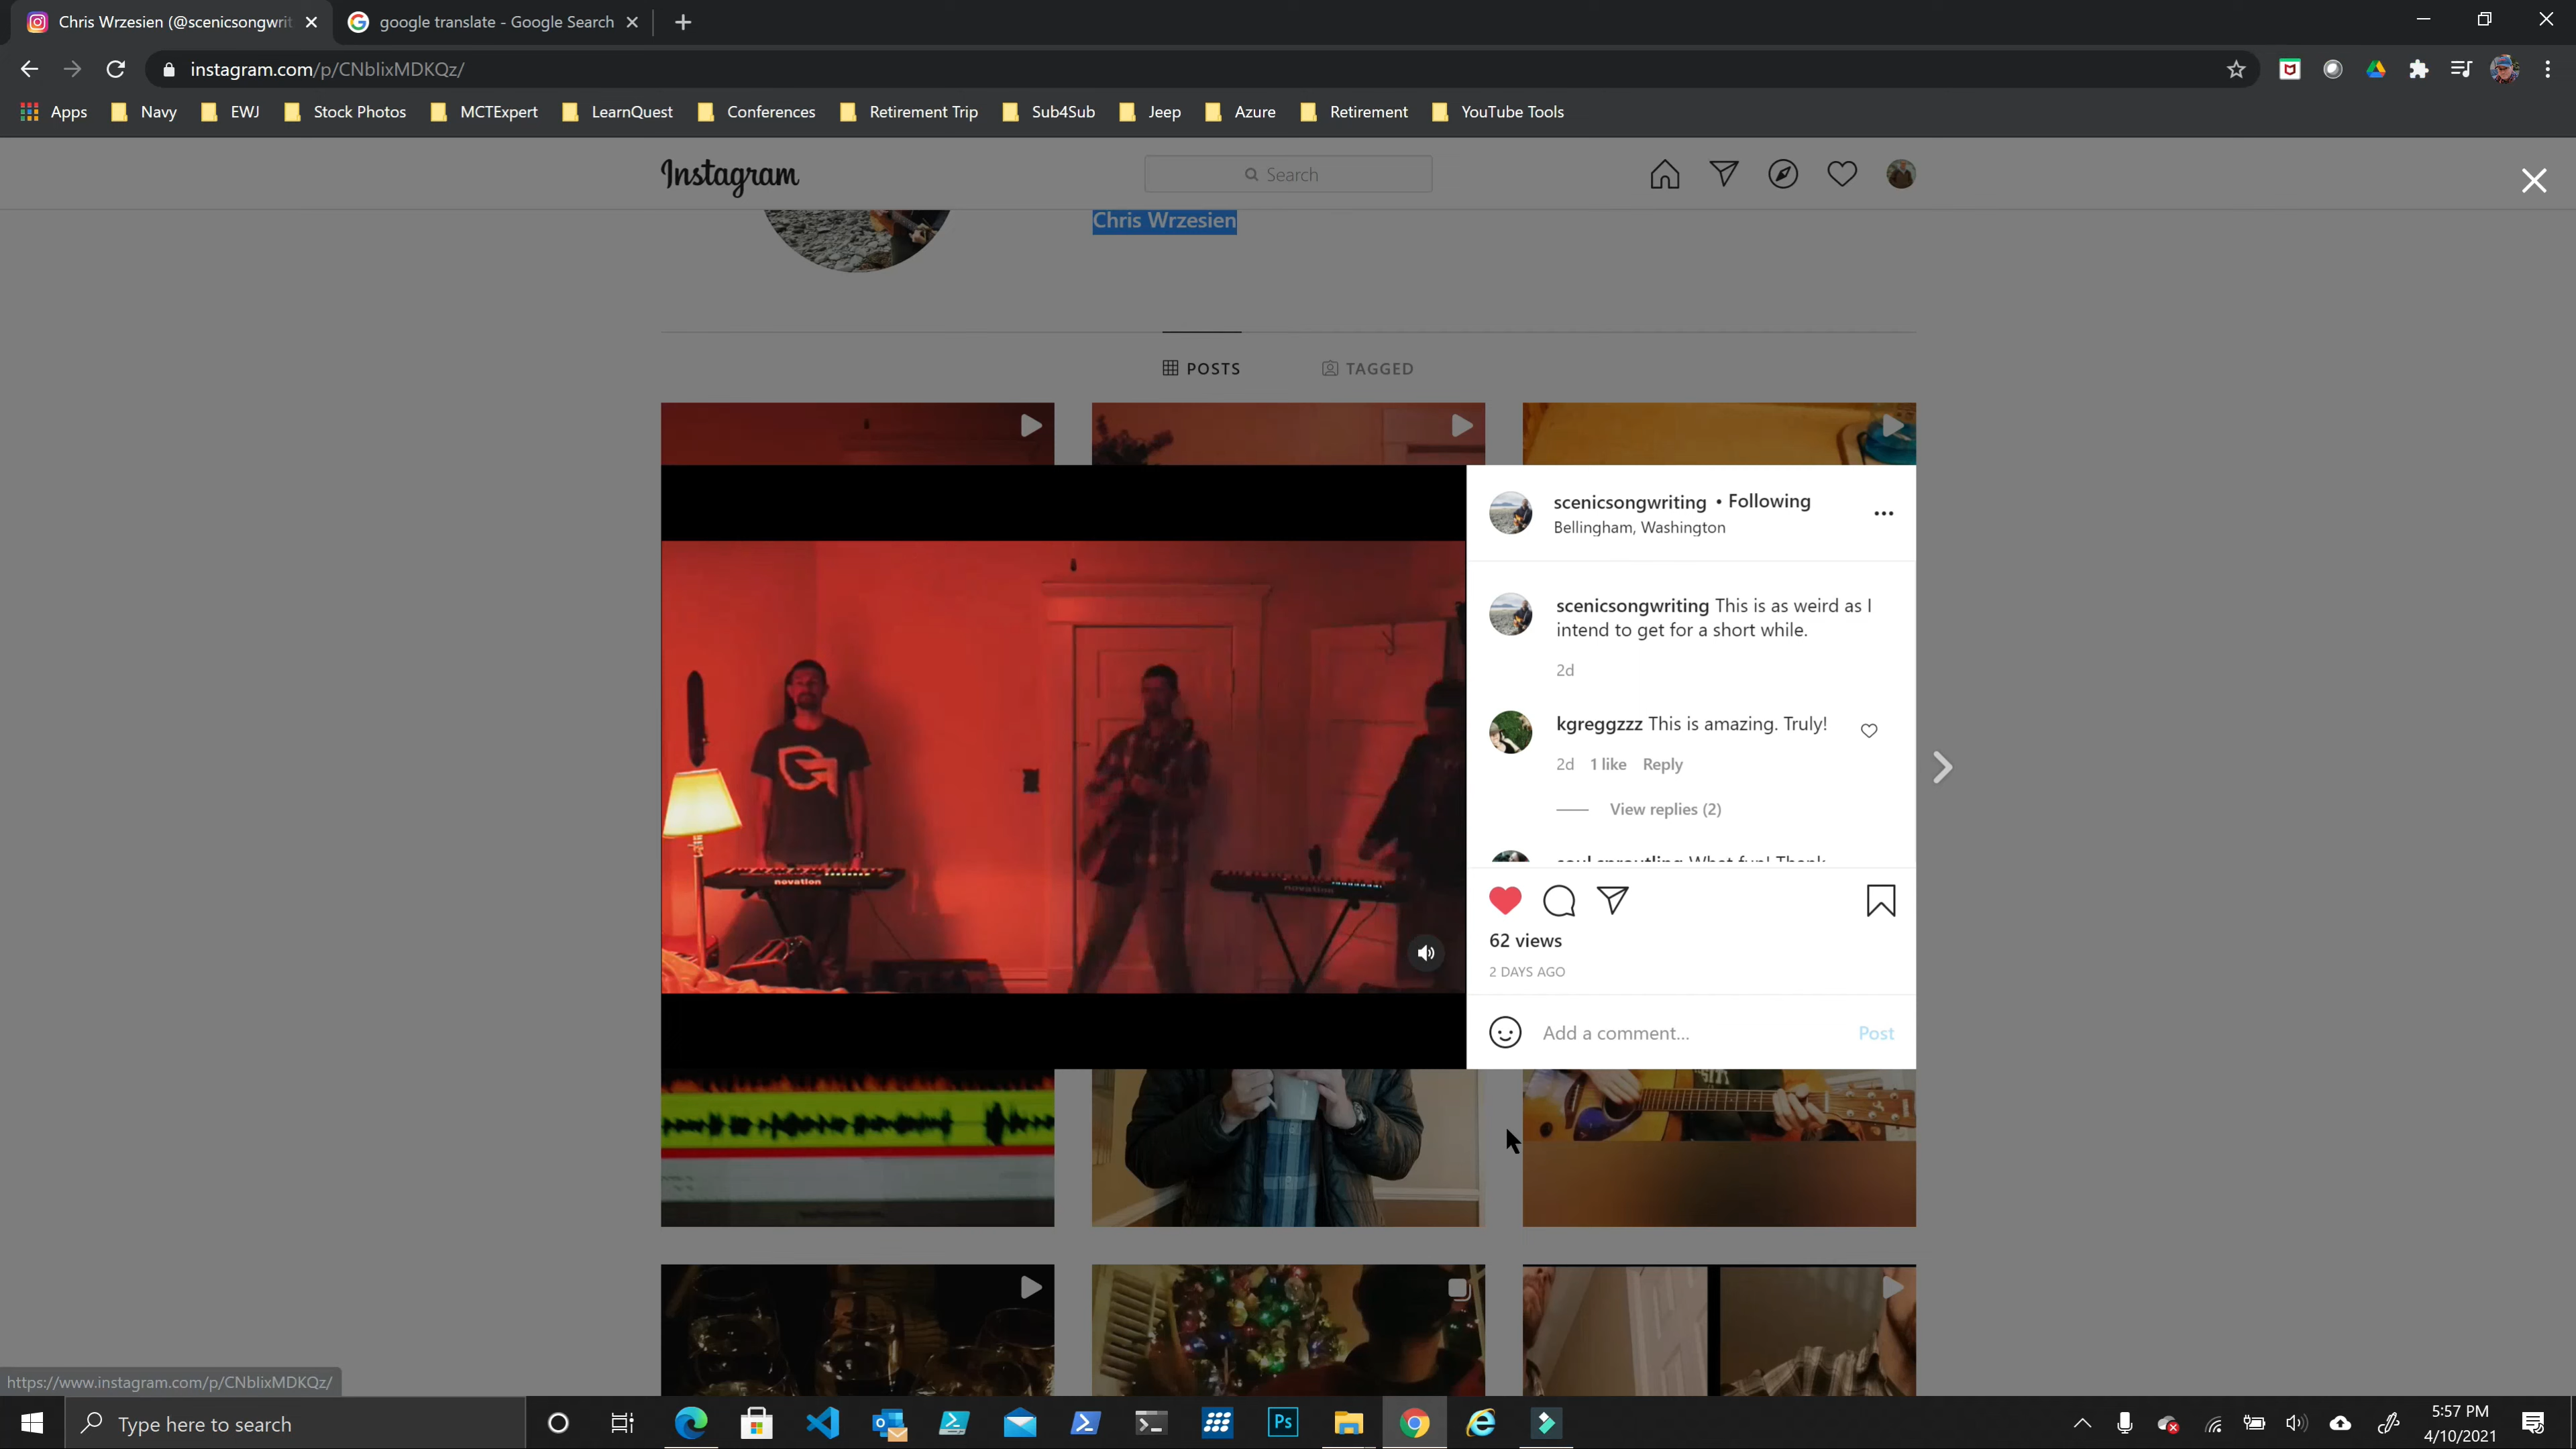 Chris Wrzesien (@scenicsongwrit
google translate - Google Search
instagram.com/p/CNblixMDKQz/
Apps Navy EWJ Stock Photos MCTExpert LearnQuest Conferences Retirement Trip Sub4Sub Jeep Azure Retirement YouTube Tools
Instagram
Search
Chris Wrzesien
POSTS TAGGED
scenicsongwriting • Following
Bellingham, Washington
scenicsongwriting This is as weird as I
intend to get for a short while.
2d
kgreggzzz This is amazing. Truly!
2d 1 like Reply
View replies (2)
novation
novation
62 views
2 DAYS AGO
Add a comment...
Post
https://www.instagram.com/p/CNblixMDKQz/
Type here to search
Ps
5:57 PM
4/10/2021